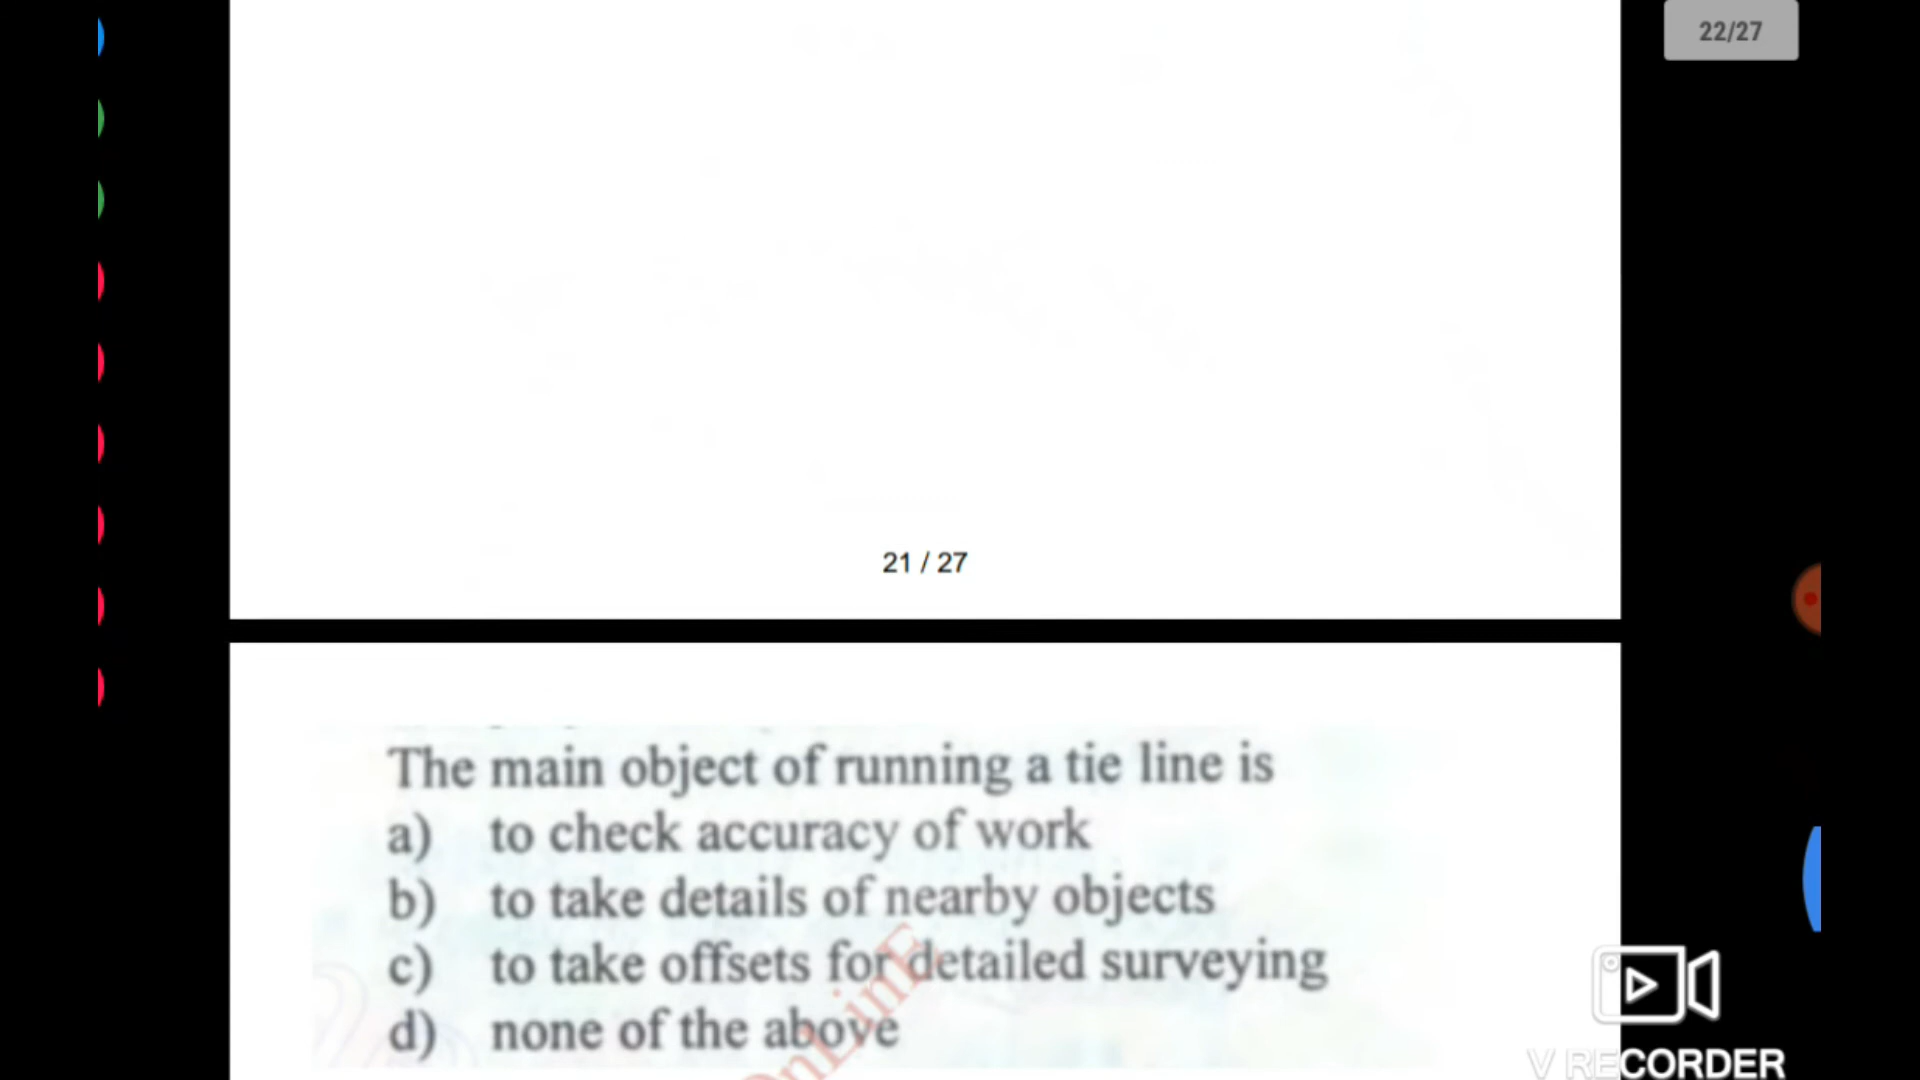 22/27
21 / 27
The main object of running a tie line is
a) to check accuracy of work
b) to take details of nearby objects
c) to take offsets for detailed surveying
d) none of the above
OnLinE
V RECORDER